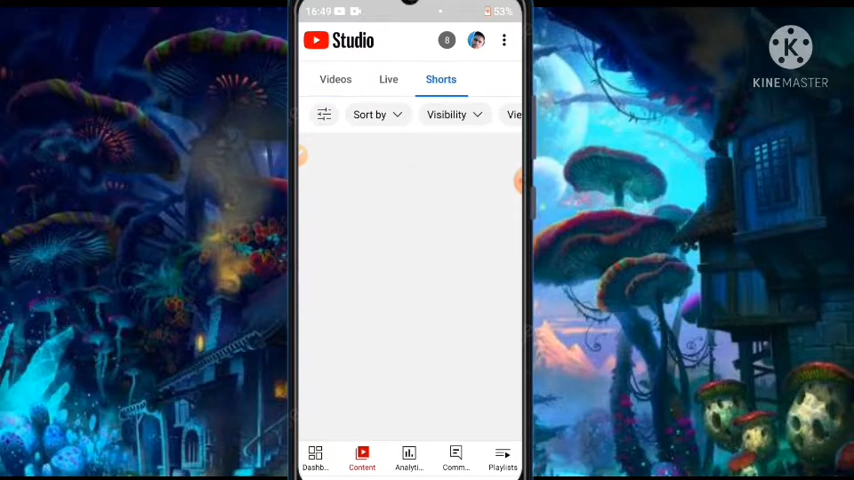 16:49 53%
Studio 8
Videos Live Shorts
Sort by Visibility Vie
Dashb... Content Analyti... Comm... Playlists
K
KINEMASTER